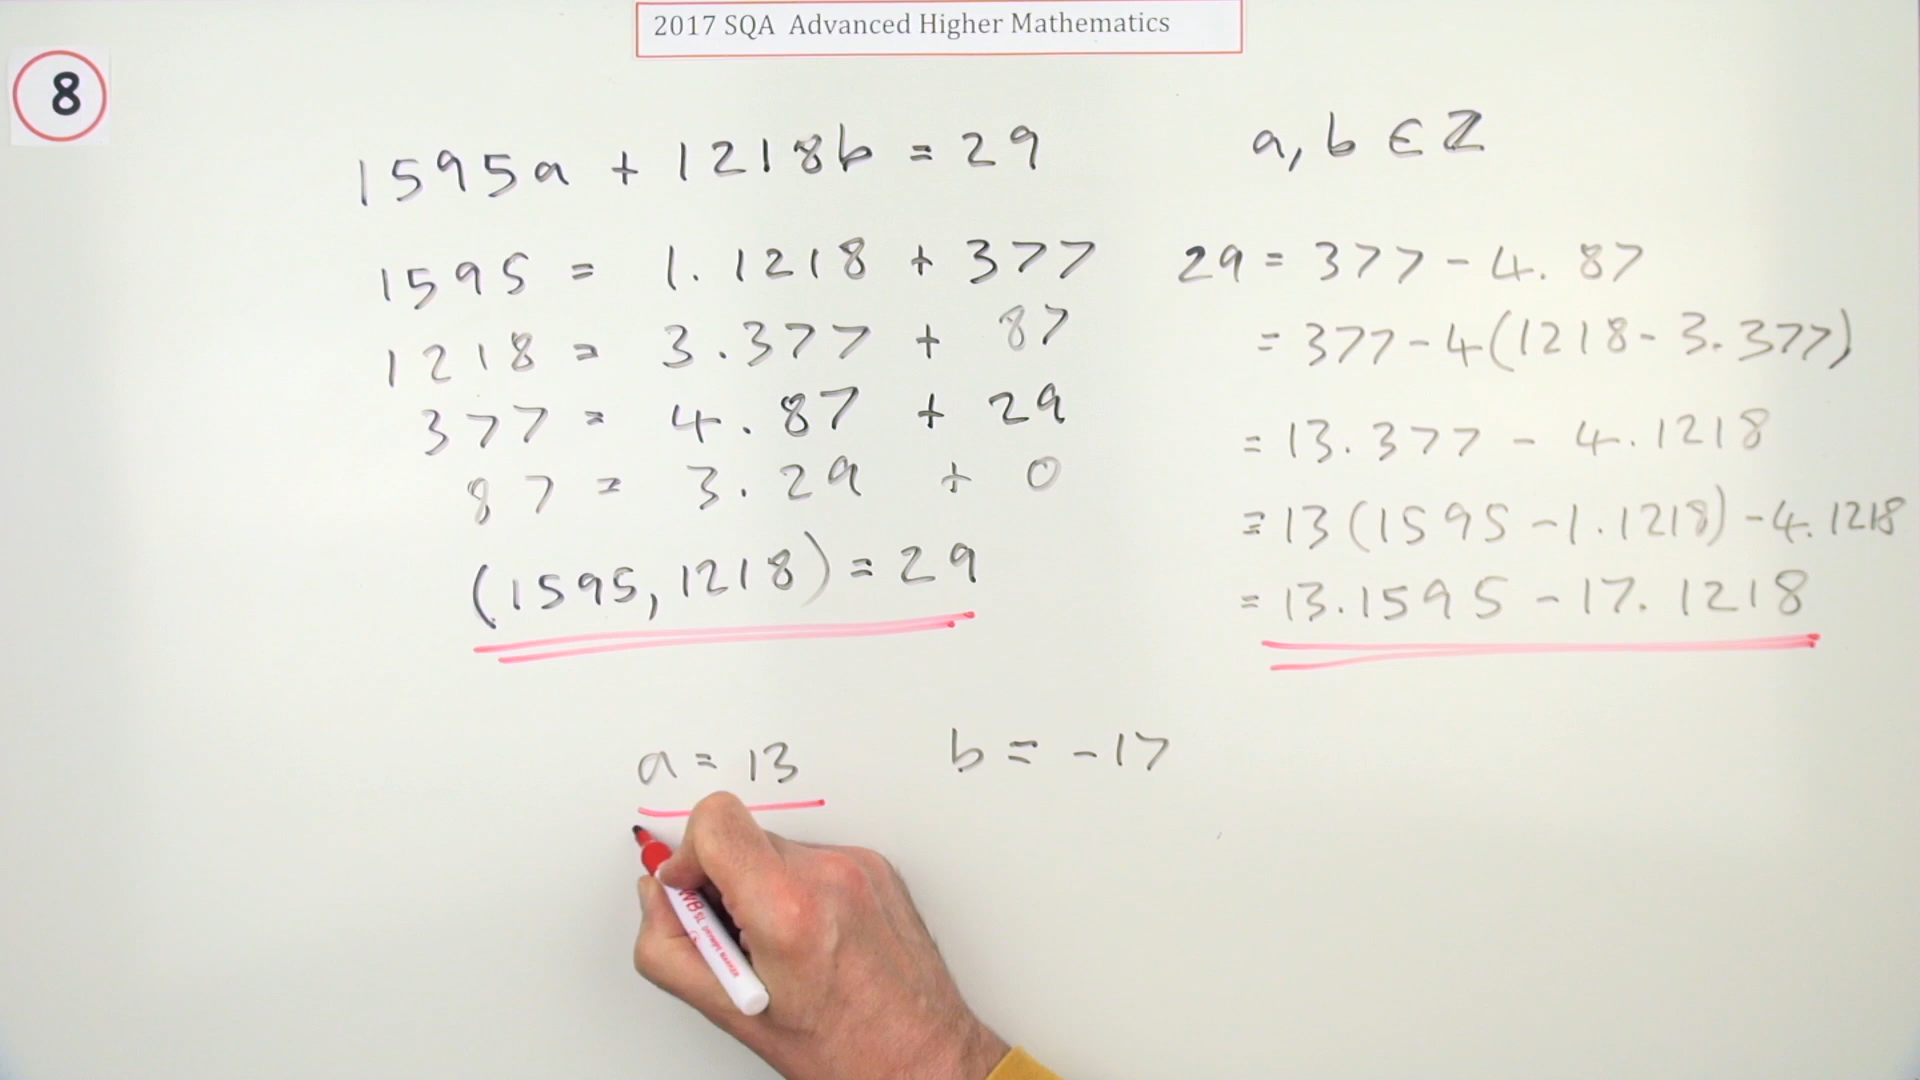 2017 SQA Advanced Higher Mathematics
8
1595a + 1218b = 29
a, b ∈ ℤ
1595 = 1.1218 + 377
1218 = 3.377 + 87
377 = 4.87 + 29
87 = 3.29 + 0
(1595, 1218) = 29
29 = 377 - 4.87
= 377 - 4(1218 - 3.377)
= 13.377 - 4.1218
= 13(1595 - 1.1218) - 4.1218
= 13.1595 - 17.1218
a = 13
b = -17